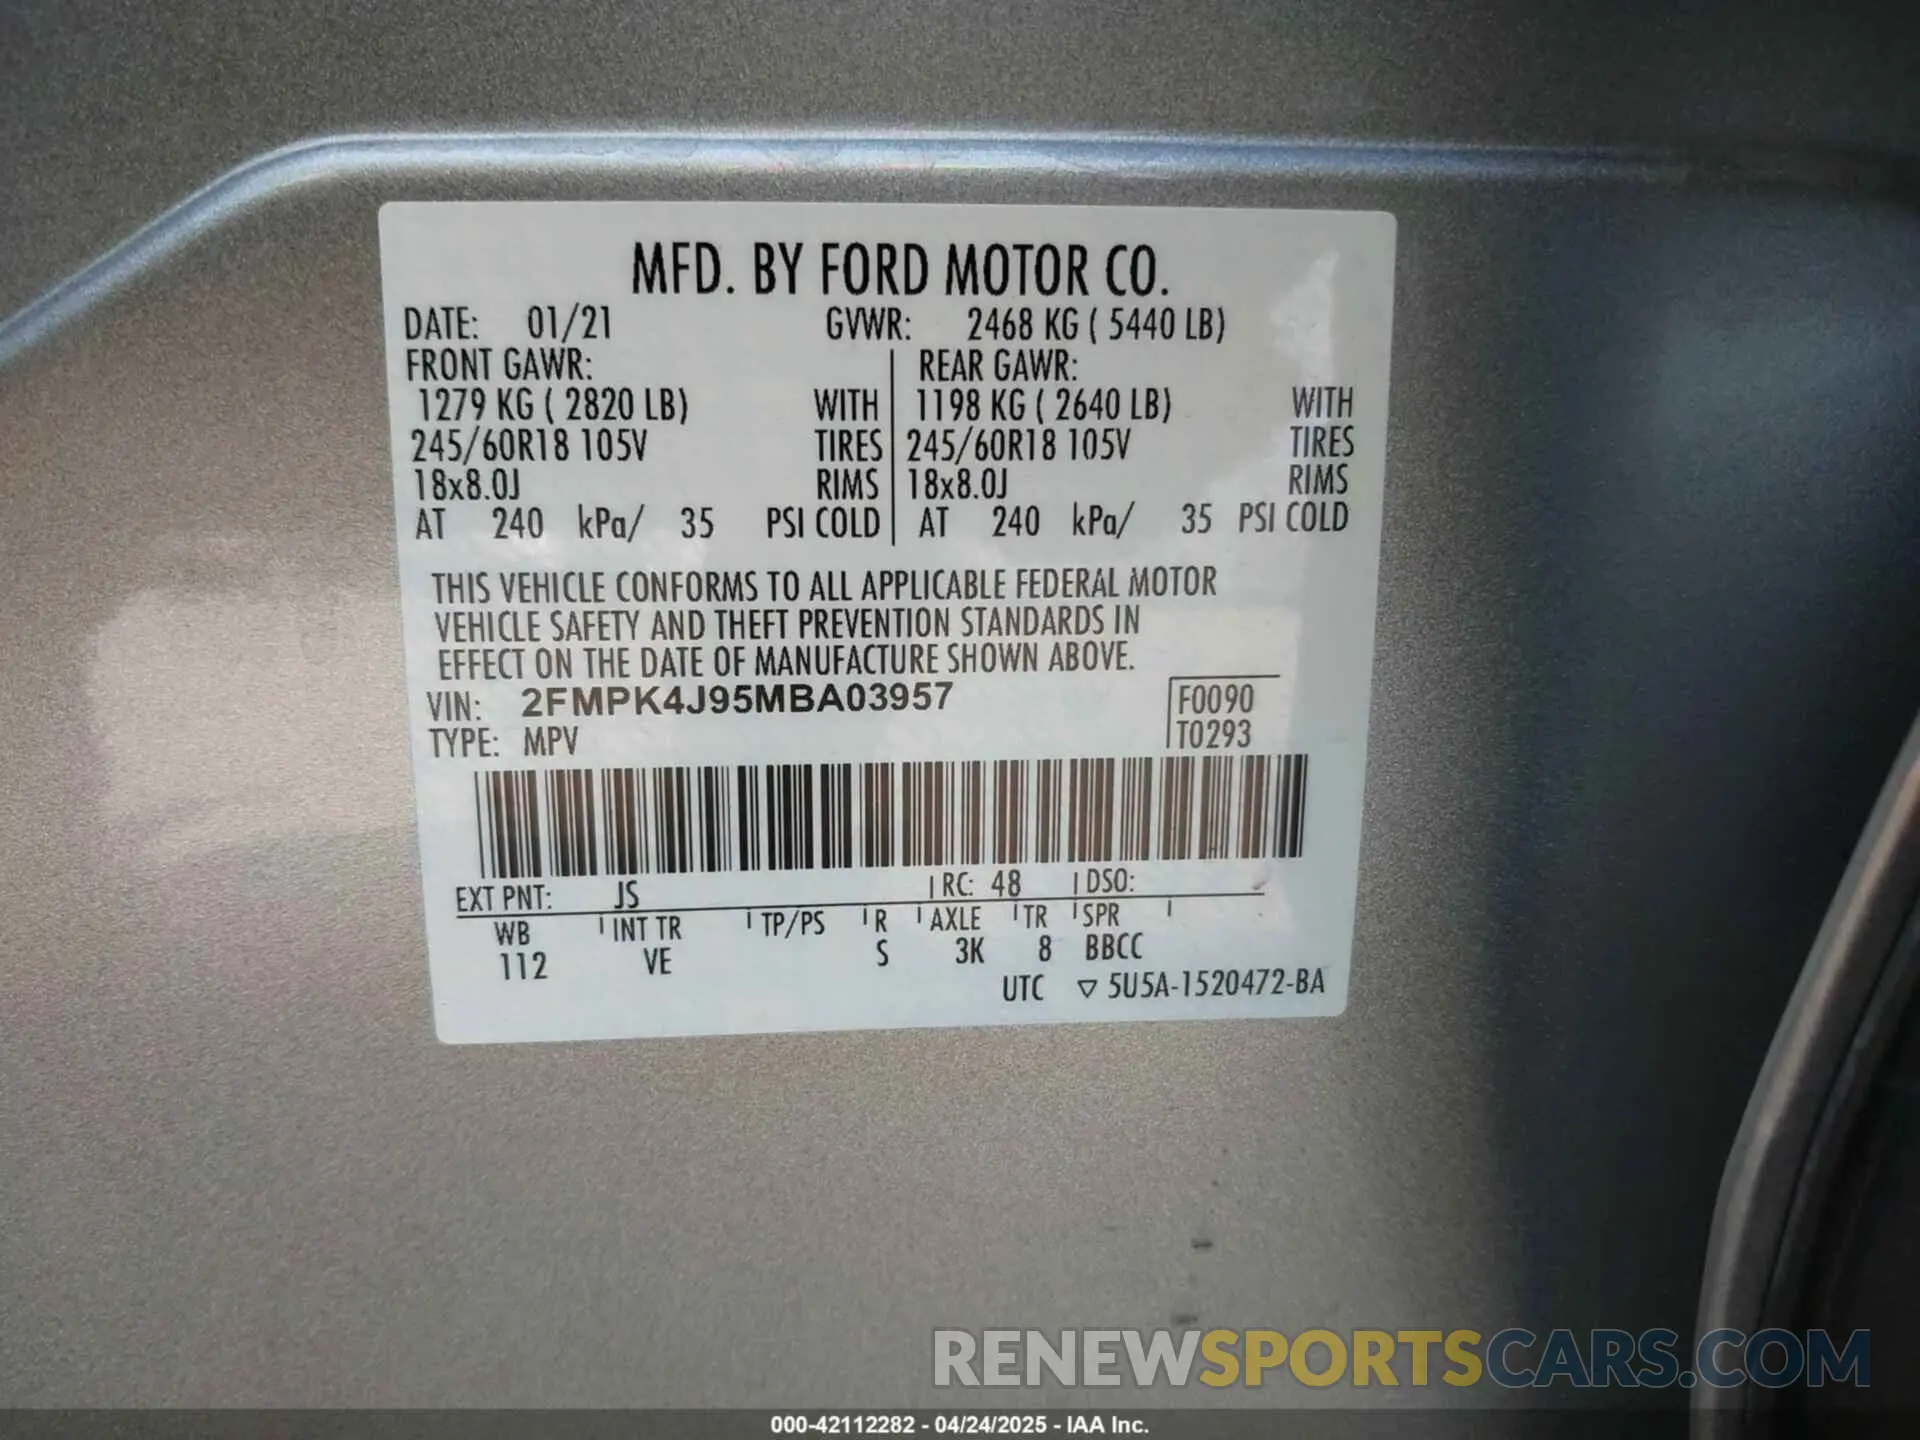 MFD. BY FORD MOTOR CO.
DATE: 01/21 GVWR: 2468 KG ( 5440 LB)
FRONT GAWR: REAR GAWR:
1279 KG ( 2820 LB) WITH 1198 KG ( 2640 LB) WITH
245/60R18 105V TIRES 245/60R18 105V TIRES
18x8.0J RIMS 18x8.0J RIMS
AT 240 kPa/ 35 PSI COLD AT 240 kPa/ 35 PSI COLD
THIS VEHICLE CONFORMS TO ALL APPLICABLE FEDERAL MOTOR
VEHICLE SAFETY AND THEFT PREVENTION STANDARDS IN
EFFECT ON THE DATE OF MANUFACTURE SHOWN ABOVE.
VIN: 2FMPK4J95MBA03957 F0090
TYPE: MPV T0293
EXT PNT: JS RC: 48 DSO:
WB INT TR TP/PS R AXLE TR SPR
112 VE S 3K 8 BBCC
UTC ▽ 5U5A-1520472-BA
RENEWSPORTSCARS.COM
000-42112282 - 04/24/2025 - IAA Inc.